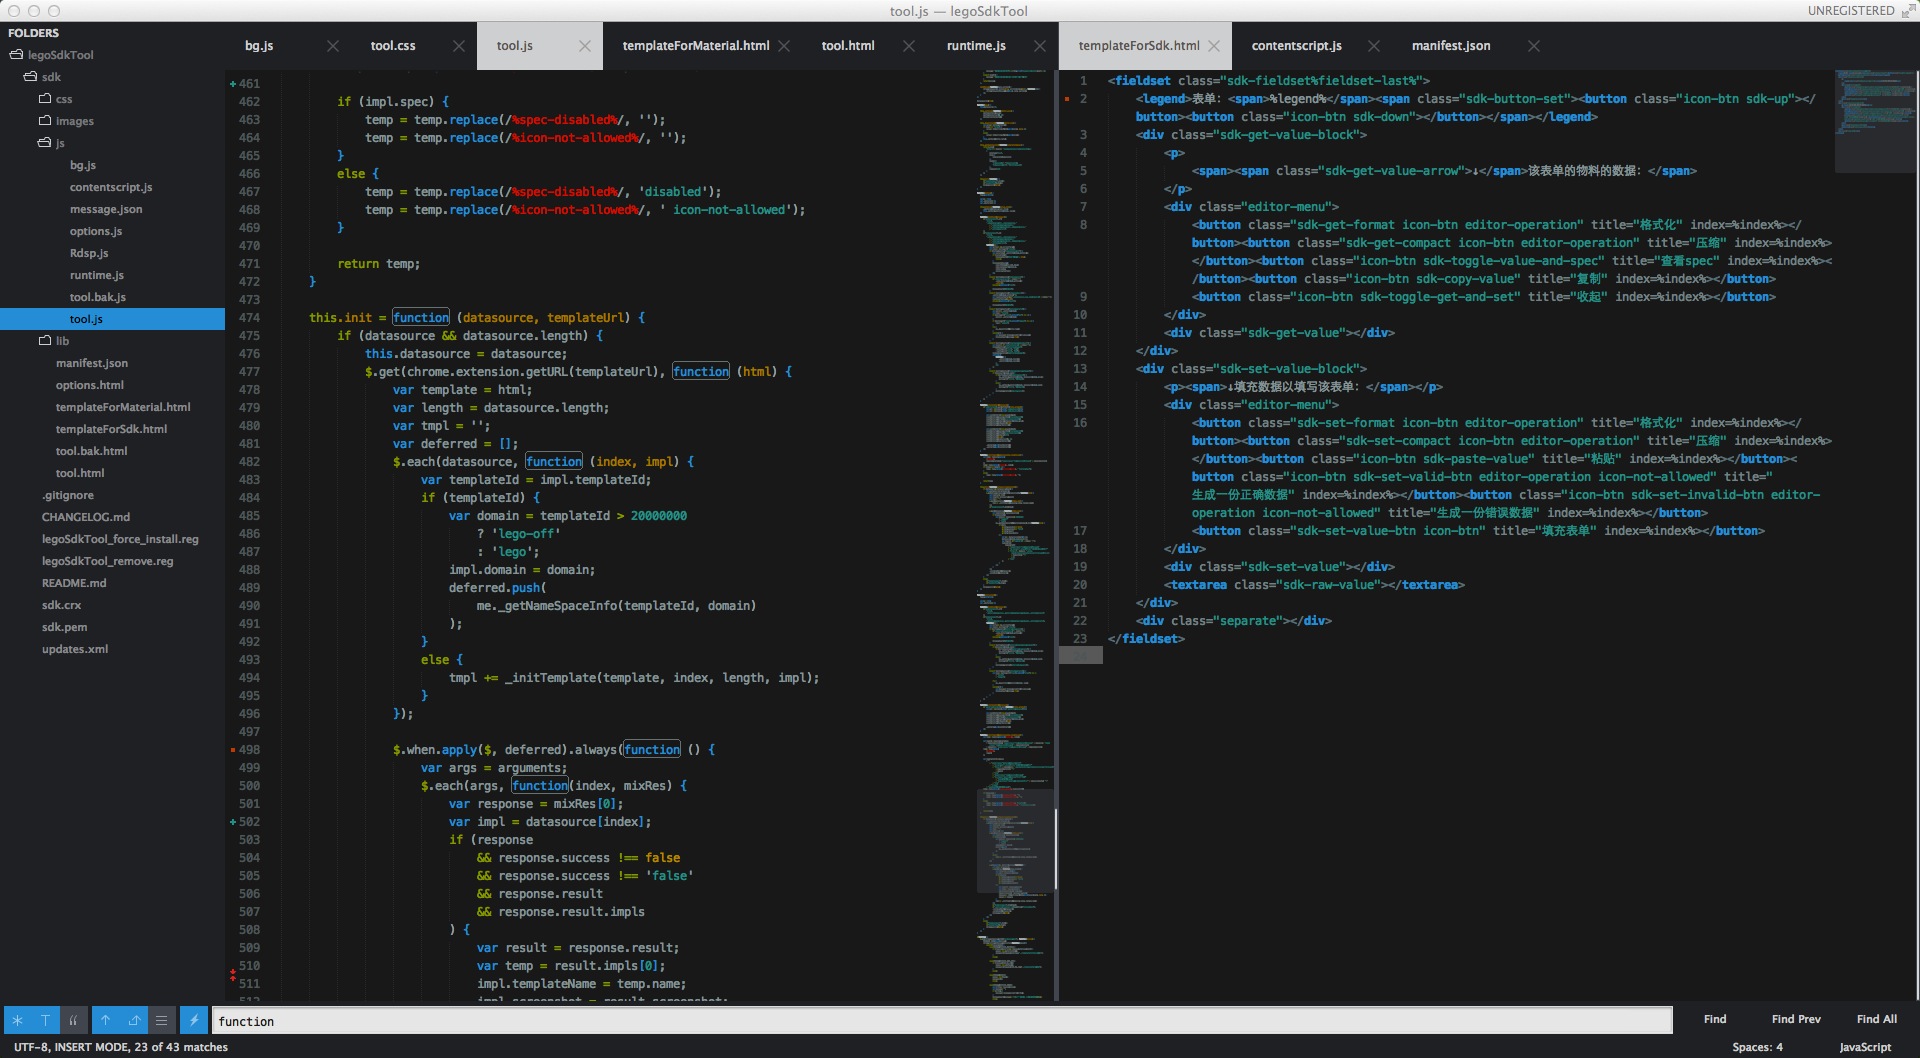 tool.js — legoSdkTool
UNREGISTERED
FOLDERS
legoSdkTool
sdk
css
images
js
bg.js
contentscript.js
message.json
options.js
Rdsp.js
runtime.js
tool.bak.js
tool.js
lib
manifest.json
options.html
templateForMaterial.html
templateForSdk.html
tool.bak.html
tool.html
.gitignore
CHANGELOG.md
legoSdkTool_force_install.reg
legoSdkTool_remove.reg
README.md
sdk.crx
sdk.pem
updates.xml
bg.js
tool.css
tool.js
templateForMaterial.html
tool.html
runtime.js
461
462 if (impl.spec) {
463 temp = temp.replace(/%spec-disabled%/, '');
464 temp = temp.replace(/%icon-not-allowed%/, '');
465 }
466 else {
467 temp = temp.replace(/%spec-disabled%/, 'disabled');
468 temp = temp.replace(/%icon-not-allowed%/, ' icon-not-allowed');
469 }
470
471 return temp;
472 }
473
474 this.init = function (datasource, templateUrl) {
475 if (datasource && datasource.length) {
476 this.datasource = datasource;
477 $.get(chrome.extension.getURL(templateUrl), function (html) {
478 var template = html;
479 var length = datasource.length;
480 var tmpl = '';
481 var deferred = [];
482 $.each(datasource, function (index, impl) {
483 var templateId = impl.templateId;
484 if (templateId) {
485 var domain = templateId > 20000000
486 ? 'lego-off'
487 : 'lego';
488 impl.domain = domain;
489 deferred.push(
490 me._getNameSpaceInfo(templateId, domain)
491 );
492 }
493 else {
494 tmpl += _initTemplate(template, index, length, impl);
495 }
496 });
497
498 $.when.apply($, deferred).always(function () {
499 var args = arguments;
500 $.each(args, function(index, mixRes) {
501 var response = mixRes[0];
502 var impl = datasource[index];
503 if (response
504 && response.success !== false
505 && response.success !== 'false'
506 && response.result
507 && response.result.impls
508 ) {
509 var result = response.result;
510 var temp = result.impls[0];
511 impl.templateName = temp.name;
512 impl.screenshot = result.screenshot;
templateForSdk.html
contentscript.js
manifest.json
1 <fieldset class="sdk-fieldset%fieldset-last%">
2 <legend>表单: <span>%legend%</span><span class="sdk-button-set"><button class="icon-btn sdk-up"></
button><button class="icon-btn sdk-down"></button></span></legend>
3 <div class="sdk-get-value-block">
4 <p>
5 <span><span class="sdk-get-value-arrow">↓</span>该表单的物料的数据: </span>
6 </p>
7 <div class="editor-menu">
8 <button class="sdk-get-format icon-btn editor-operation" title="格式化" index=%index%></
button><button class="sdk-get-compact icon-btn editor-operation" title="压缩" index=%index%>
</button><button class="icon-btn sdk-toggle-value-and-spec" title="查看spec" index=%index%><
/button><button class="icon-btn sdk-copy-value" title="复制" index=%index%></button>
9 <button class="icon-btn sdk-toggle-get-and-set" title="收起" index=%index%></button>
10 </div>
11 <div class="sdk-get-value"></div>
12 </div>
13 <div class="sdk-set-value-block">
14 <p><span>↓填充数据以填写该表单: </span></p>
15 <div class="editor-menu">
16 <button class="sdk-set-format icon-btn editor-operation" title="格式化" index=%index%></
button><button class="sdk-set-compact icon-btn editor-operation" title="压缩" index=%index%>
</button><button class="icon-btn sdk-paste-value" title="粘贴" index=%index%></button><
button class="icon-btn sdk-set-valid-btn editor-operation icon-not-allowed" title="
生成一份正确数据" index=%index%></button><button class="icon-btn sdk-set-invalid-btn editor-
operation icon-not-allowed" title="生成一份错误数据" index=%index%></button>
17 <button class="sdk-set-value-btn icon-btn" title="填充表单" index=%index%></button>
18 </div>
19 <div class="sdk-set-value"></div>
20 <textarea class="sdk-raw-value"></textarea>
21 </div>
22 <div class="separate"></div>
23 </fieldset>
function
Find
Find Prev
Find All
UTF-8, INSERT MODE, 23 of 43 matches
Spaces: 4
JavaScript